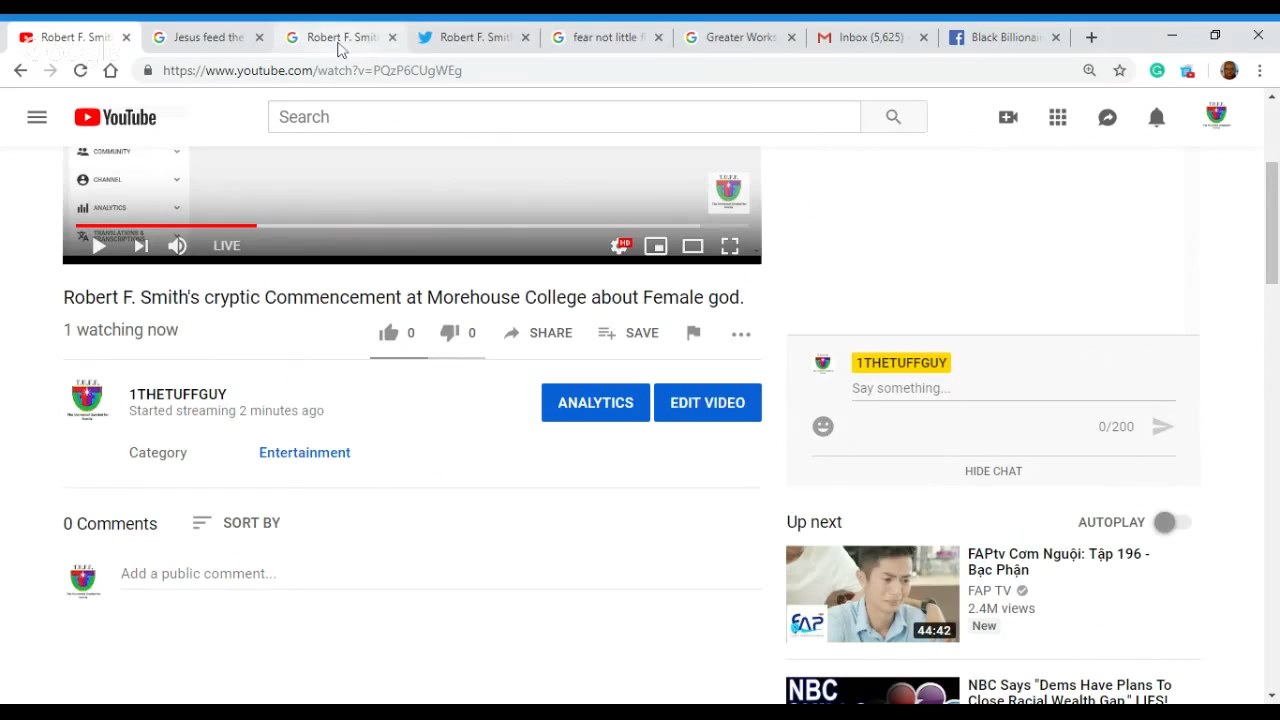 Robert F. Smit
Jesus feed the
Robert F. Smit
Robert F. Smit
fear not little f
Greater Works
Inbox (5,625)
Black Billionai
https://www.youtube.com/watch?v=PQzP6CUgWEg
YouTube
Search
COMMUNITY
CHANNEL
ANALYTICS
TRANSLATIONS &
TRANSCRIPTIONS
LIVE
HD
Robert F. Smith's cryptic Commencement at Morehouse College about Female god.
1 watching now
0
0
SHARE
SAVE
1THETUFFGUY
Started streaming 2 minutes ago
ANALYTICS
EDIT VIDEO
Category
Entertainment
0 Comments
SORT BY
Add a public comment...
1THETUFFGUY
Say something...
0/200
HIDE CHAT
Up next
AUTOPLAY
FAPtv Cơm Nguội: Tập 196 -
Bạc Phận
FAP TV
2.4M views
New
FAP
44:42
NBC Says "Dems Have Plans To
Close Racial Wealth Gap." LIES!
NBC